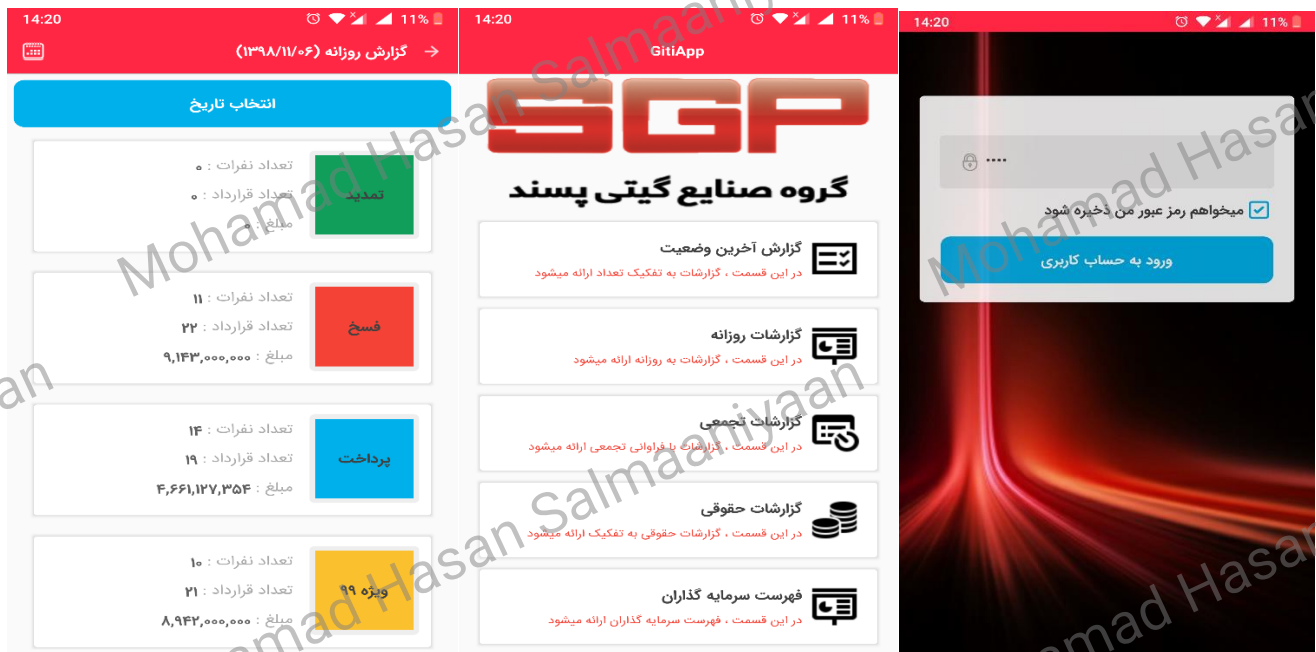 14:20
11%
گزارش روزانه (۱۳۹۸/۱۱/۰۶)
انتخاب تاریخ
تمدید
تعداد نفرات : ۰
تعداد قرارداد : ۰
مبلغ : ۰
فسخ
تعداد نفرات : ۱۱
تعداد قرارداد : ۲۲
مبلغ : ۹,۱۴۳,۰۰۰,۰۰۰
پرداخت
تعداد نفرات : ۱۴
تعداد قرارداد : ۱۹
مبلغ : ۴,۶۶۱,۱۲۷,۳۵۴
ویژه ۹۹
تعداد نفرات : ۱۰
تعداد قرارداد : ۲۱
مبلغ : ۸,۹۴۲,۰۰۰,۰۰۰
14:20
11%
GitiApp
SGP
گروه صنایع گیتی پسند
گزارش آخرین وضعیت
در این قسمت ، گزارشات به تفکیک تعداد ارائه میشود
گزارشات روزانه
در این قسمت ، گزارشات به روزانه ارائه میشود
گزارشات تجمعی
در این قسمت ، گزارشات با فراوانی تجمعی ارائه میشود
گزارشات حقوقی
در این قسمت ، گزارشات حقوقی به تفکیک ارائه میشود
فهرست سرمایه گذاران
در این قسمت ، فهرست سرمایه گذاران ارائه میشود
14:20
11%
••••
میخواهم رمز عبور من ذخیره شود
ورود به حساب کاربری
Mohamad Hasan Salmaaniyaan
Mohamad Hasan Salmaaniyaan
Mohamad Hasan
Mohamad Hasan